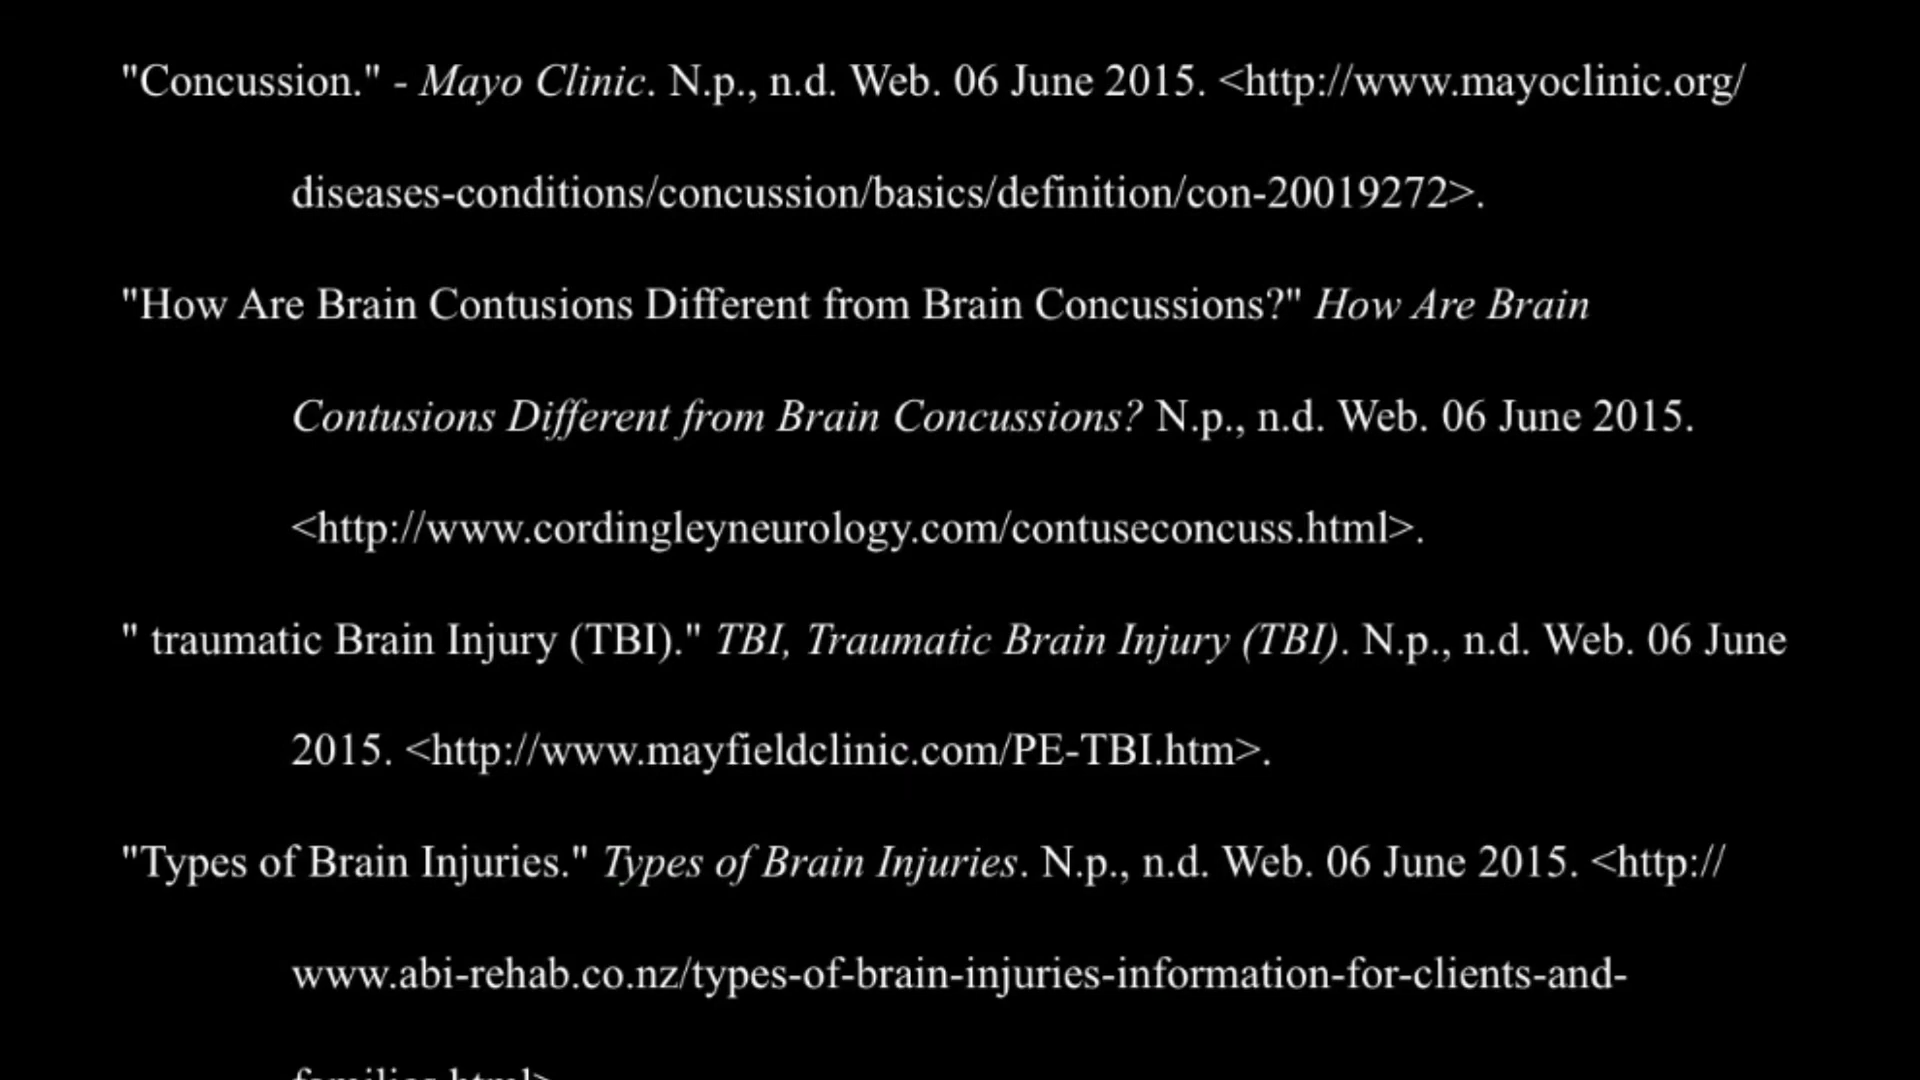 "Concussion." - Mayo Clinic. N.p., n.d. Web. 06 June 2015. <http://www.mayoclinic.org/
diseases-conditions/concussion/basics/definition/con-20019272>.
"How Are Brain Contusions Different from Brain Concussions?" How Are Brain
Contusions Different from Brain Concussions? N.p., n.d. Web. 06 June 2015.
<http://www.cordingleyneurology.com/contuseconcuss.html>.
" traumatic Brain Injury (TBI)." TBI, Traumatic Brain Injury (TBI). N.p., n.d. Web. 06 June
2015. <http://www.mayfieldclinic.com/PE-TBI.htm>.
"Types of Brain Injuries." Types of Brain Injuries. N.p., n.d. Web. 06 June 2015. <http://
www.abi-rehab.co.nz/types-of-brain-injuries-information-for-clients-and-
families.html>